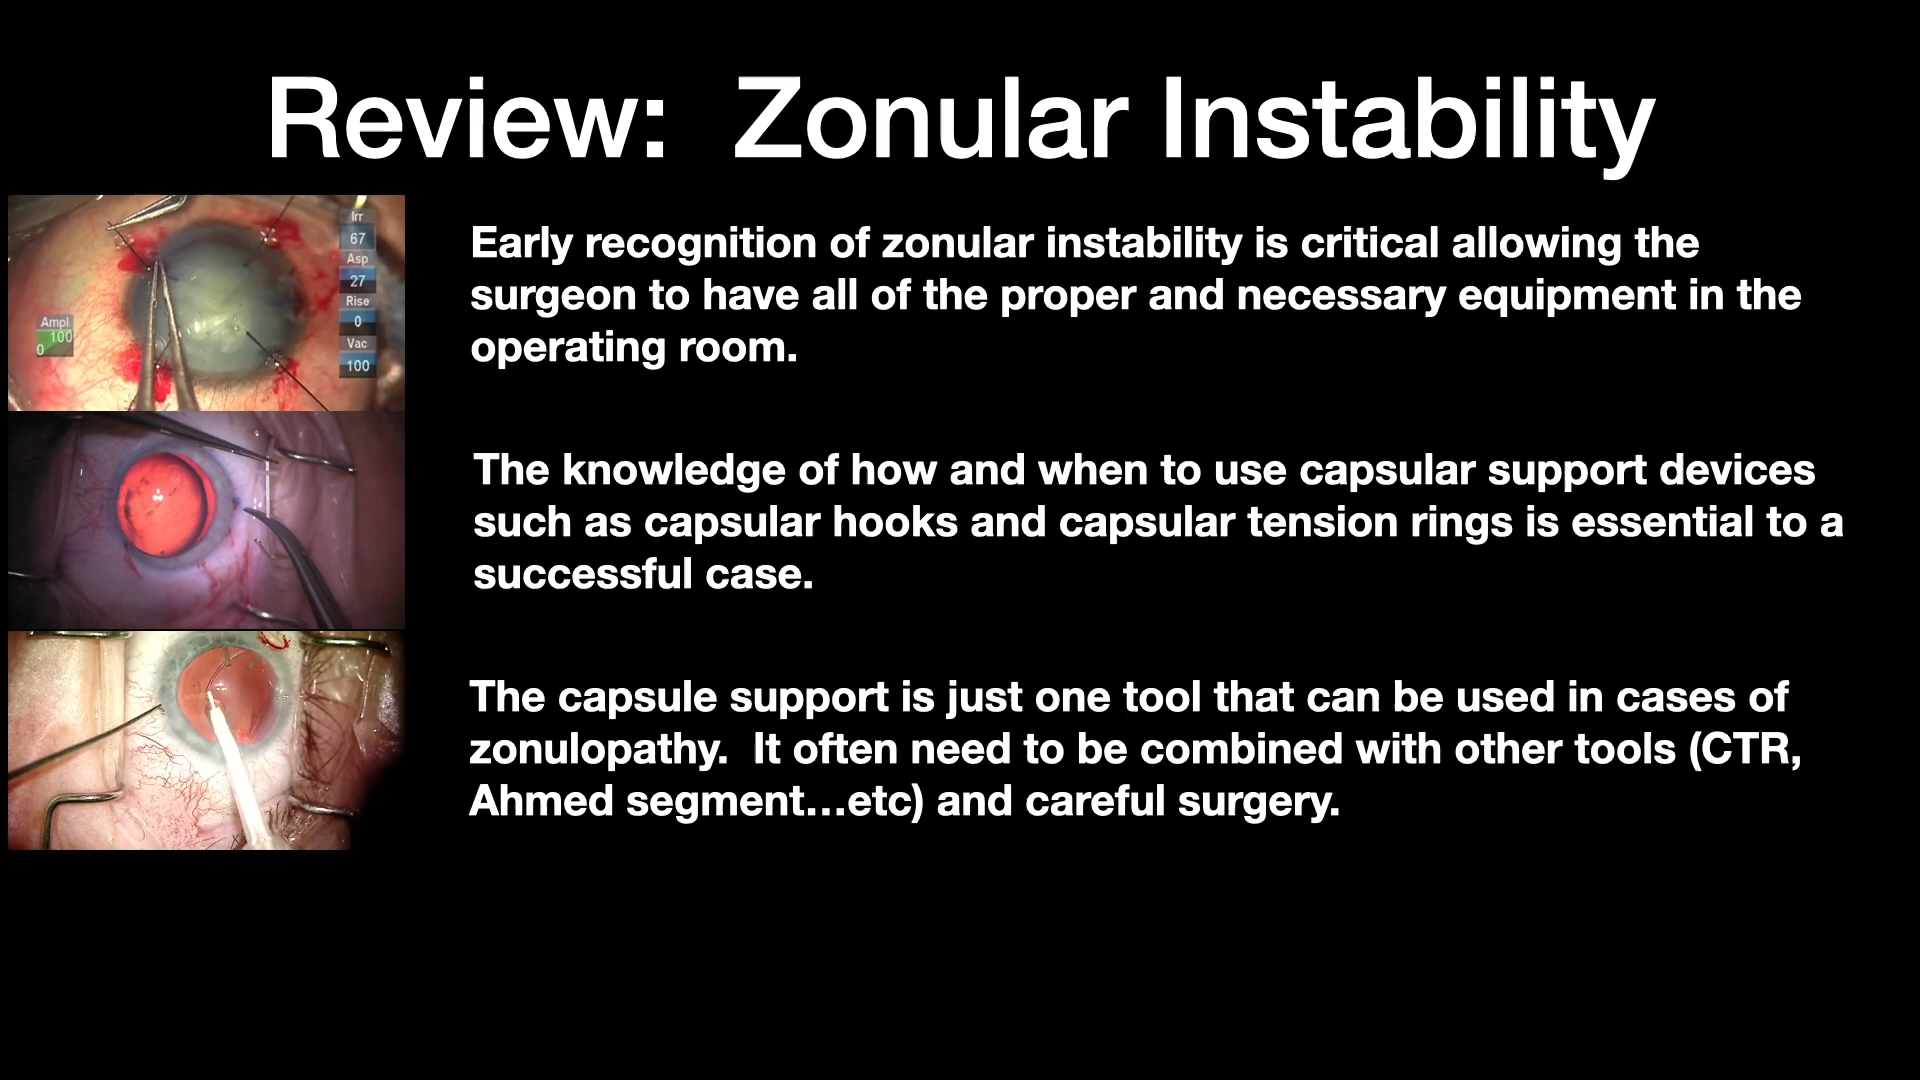 Review:  Zonular Instability
Irr
67
Asp
27
Rise
0
Vac
100
Ampl
100
0
Early recognition of zonular instability is critical allowing the
surgeon to have all of the proper and necessary equipment in the
operating room.
The knowledge of how and when to use capsular support devices
such as capsular hooks and capsular tension rings is essential to a
successful case.
The capsule support is just one tool that can be used in cases of
zonulopathy.  It often need to be combined with other tools (CTR,
Ahmed segment…etc) and careful surgery.